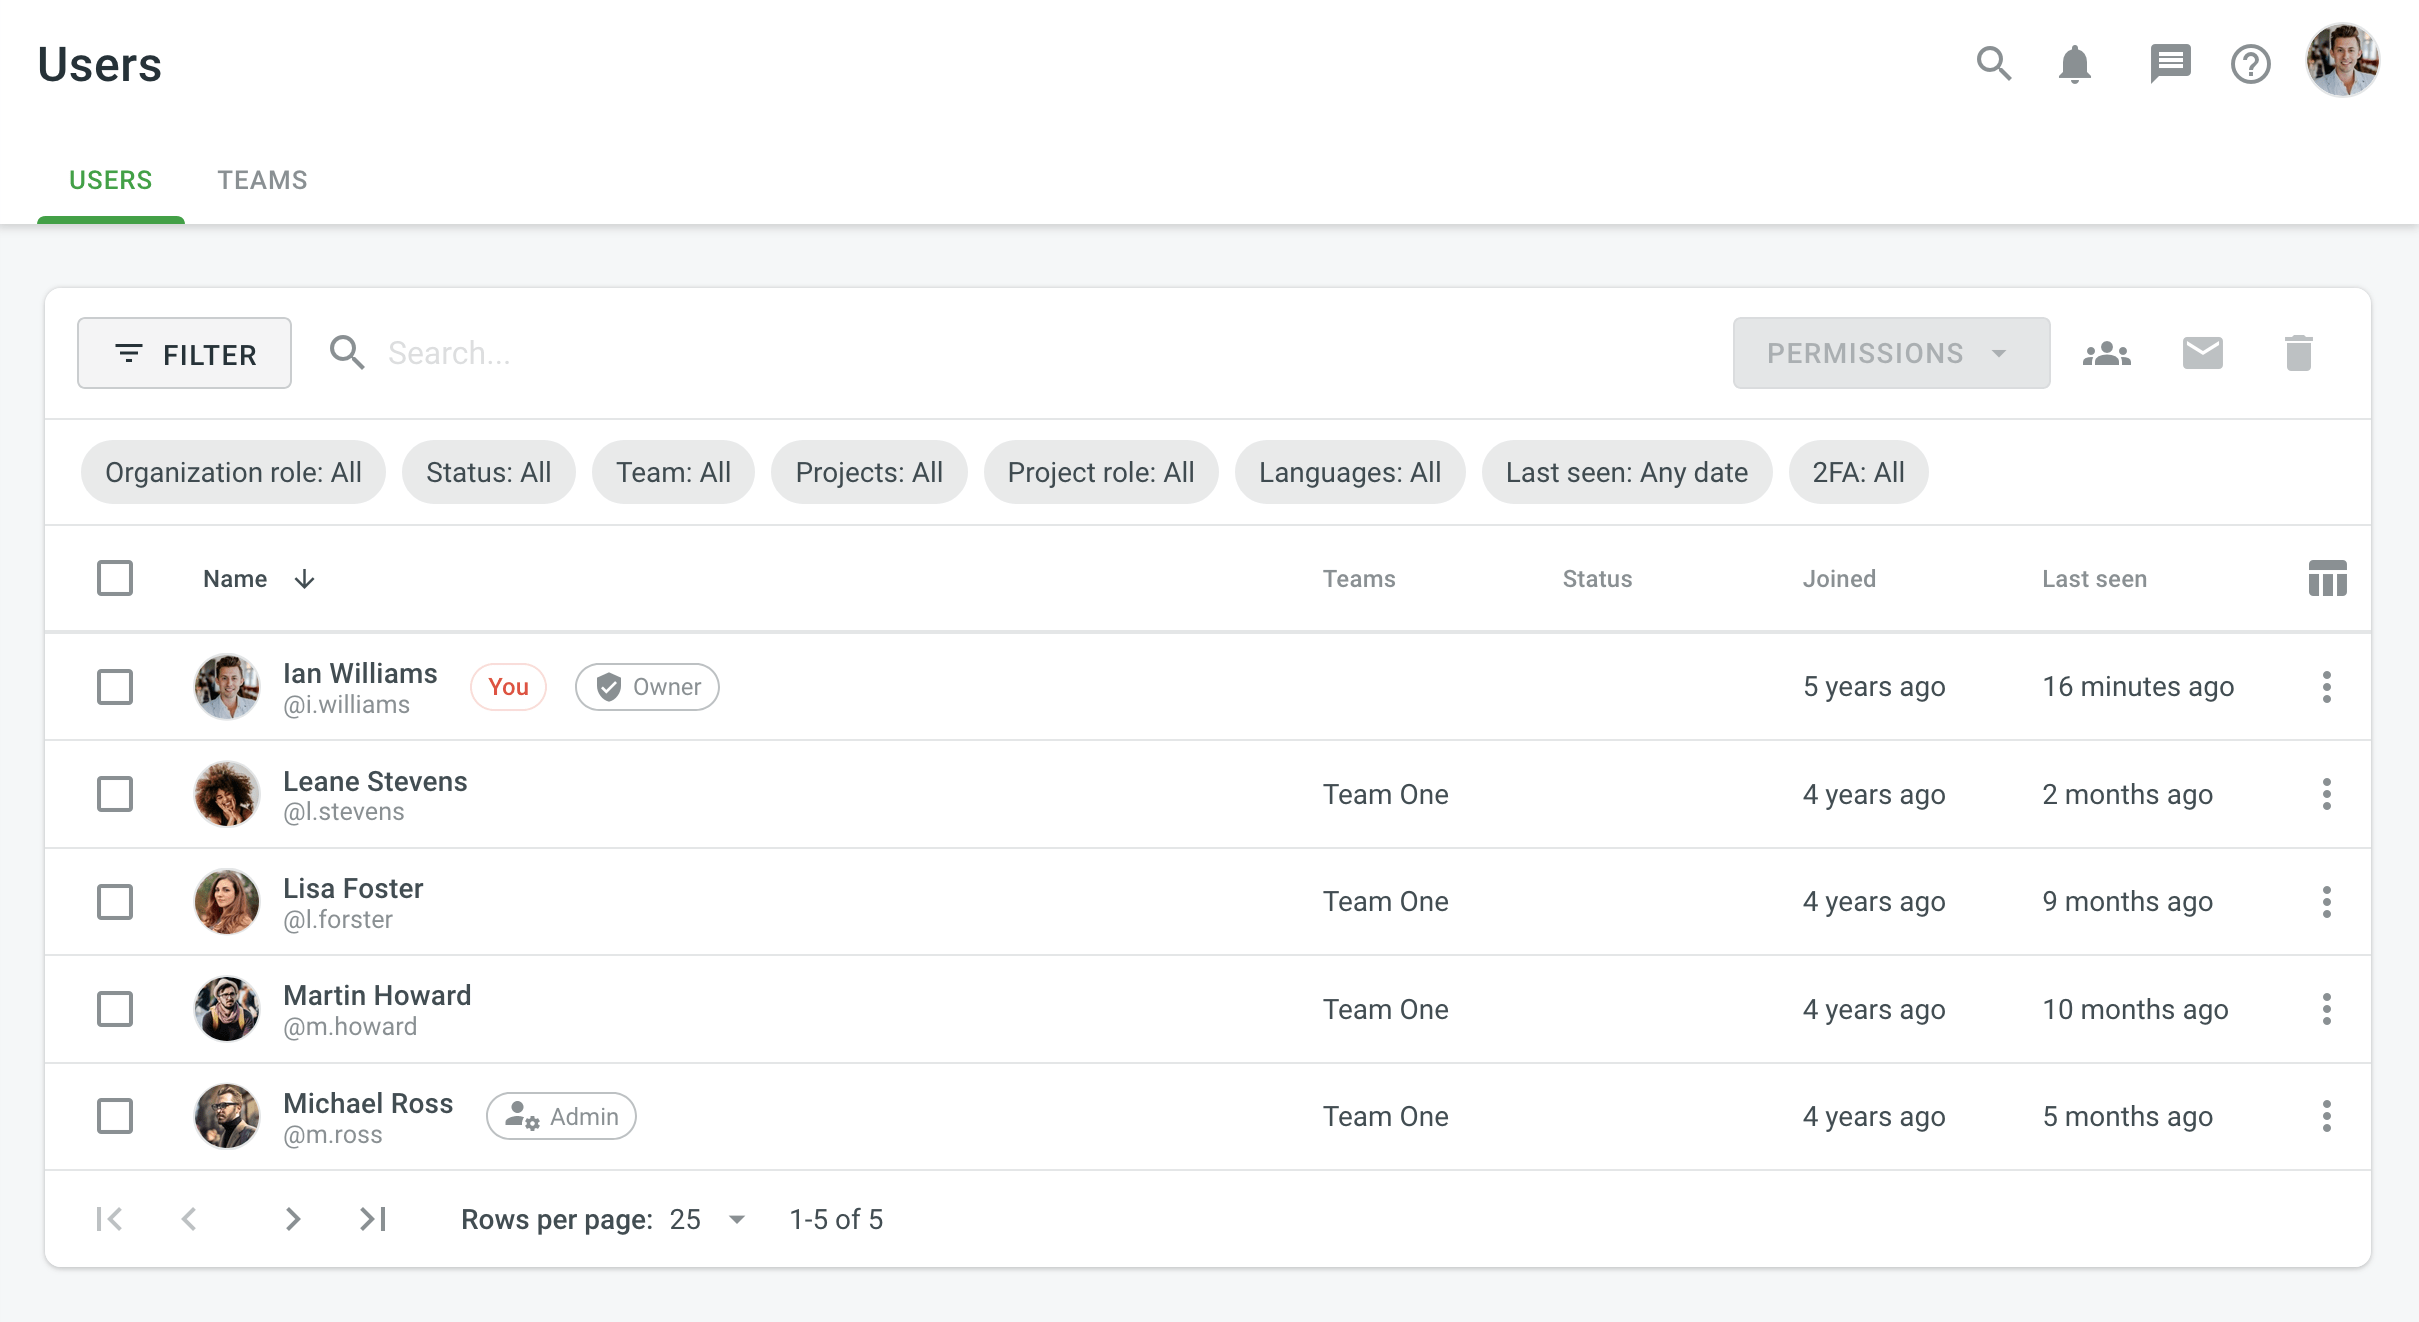 Users
USERS TEAMS
FILTER Search... PERMISSIONS
Organization role: All Status: All Team: All Projects: All Project role: All Languages: All Last seen: Any date 2FA: All
Name Teams Status Joined Last seen
Ian Williams You Owner 5 years ago 16 minutes ago
@i.williams
Leane Stevens Team One 4 years ago 2 months ago
@l.stevens
Lisa Foster Team One 4 years ago 9 months ago
@l.forster
Martin Howard Team One 4 years ago 10 months ago
@m.howard
Michael Ross Admin Team One 4 years ago 5 months ago
@m.ross
Rows per page: 25 1-5 of 5